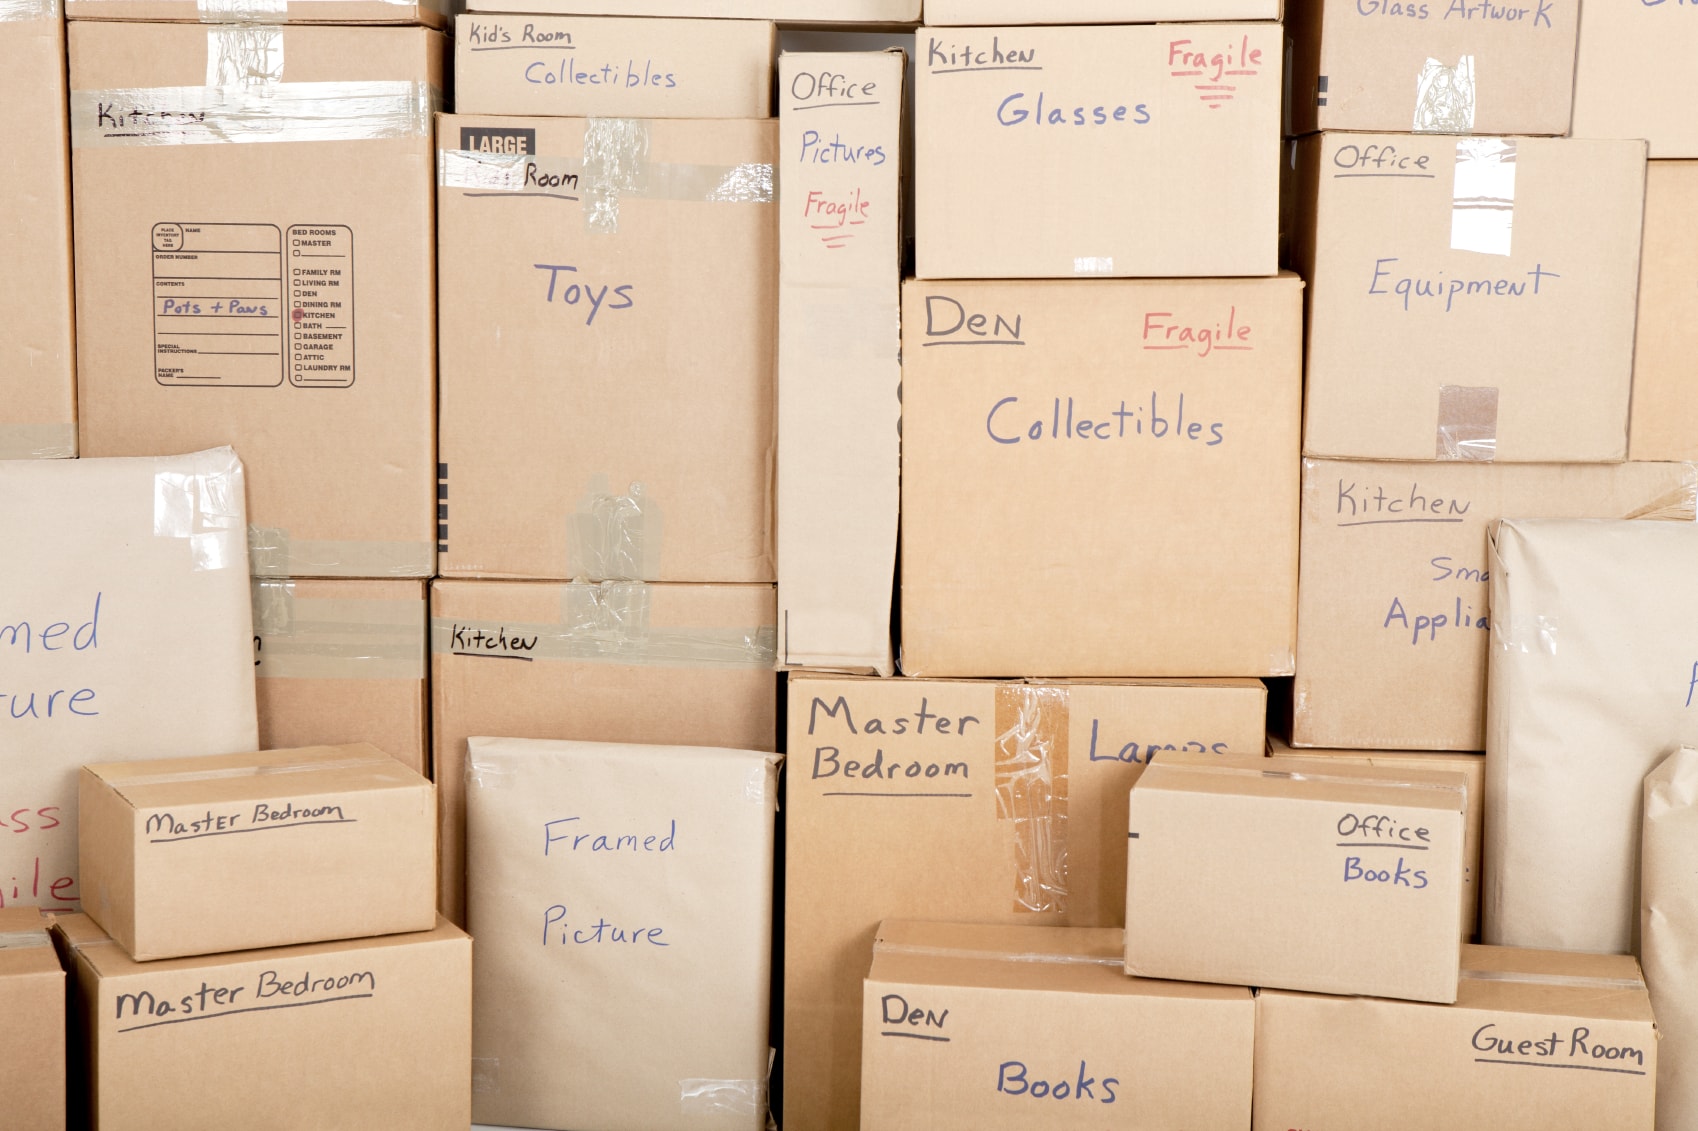 Kitchen
PLACE
INVENTORY
TAG
HERE
NAME
ORDER NUMBER
CONTENTS
Pots + Pans
SPECIAL
INSTRUCTIONS
PACKER'S
NAME
BED ROOMS
MASTER
FAMILY RM
LIVING RM
DEN
DINING RM
KITCHEN
BATH
BASEMENT
GARAGE
ATTIC
LAUNDRY RM
Kid's Room
Collectibles
LARGE
Room
Toys
Office
Pictures
Fragile
Kitchen
Fragile
Glasses
Glass Artwork
Office
Equipment
Den
Fragile
Collectibles
Kitchen
Sma
Applia
med
ure
ss
ile
Kitchen
Master
Bedroom
Lamps
Master Bedroom
Framed
Picture
Office
Books
Master Bedroom
Den
Books
Guest Room